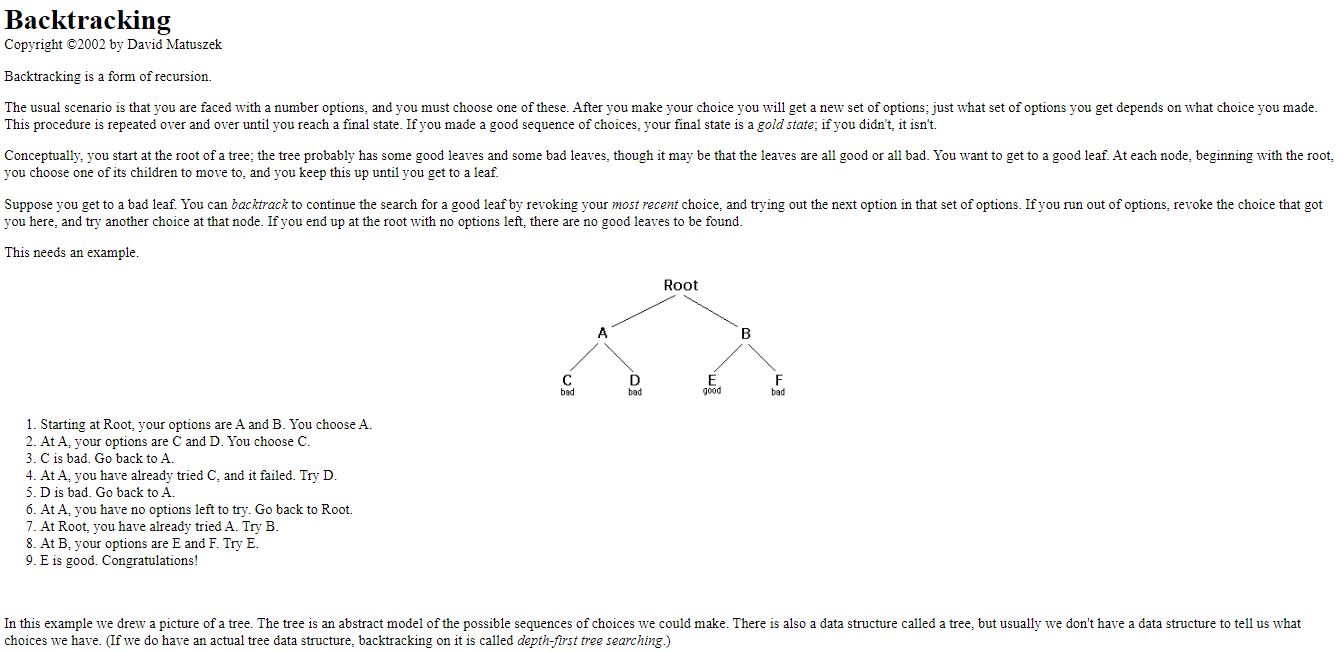 Backtracking
Copyright ©2002 by David Matuszek
Backtracking is a form of recursion.
The usual scenario is that you are faced with a number options, and you must choose one of these. After you make your choice you will get a new set of options; just what set of options you get depends on what choice you made.
This procedure is repeated over and over until you reach a final state. If you made a good sequence of choices, your final state is a gold state; if you didn't, it isn't.
Conceptually, you start at the root of a tree; the tree probably has some good leaves and some bad leaves, though it may be that the leaves are all good or all bad. You want to get to a good leaf. At each node, beginning with the root,
you choose one of its children to move to, and you keep this up until you get to a leaf.
Suppose you get to a bad leaf. You can backtrack to continue the search for a good leaf by revoking your most recent choice, and trying out the next option in that set of options. If you run out of options, revoke the choice that got
you here, and try another choice at that node. If you end up at the root with no options left, there are no good leaves to be found.
This needs an example.
Root
A B
C D E F
bad bad good bad
1. Starting at Root, your options are A and B. You choose A.
2. At A, your options are C and D. You choose C.
3. C is bad. Go back to A.
4. At A, you have already tried C, and it failed. Try D.
5. D is bad. Go back to A.
6. At A, you have no options left to try. Go back to Root.
7. At Root, you have already tried A. Try B.
8. At B, your options are E and F. Try E.
9. E is good. Congratulations!
In this example we drew a picture of a tree. The tree is an abstract model of the possible sequences of choices we could make. There is also a data structure called a tree, but usually we don't have a data structure to tell us what
choices we have. (If we do have an actual tree data structure, backtracking on it is called depth-first tree searching.)